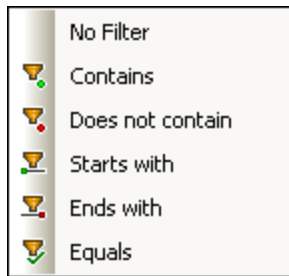 No Filter
Contains
Does not contain
Starts with
Ends with
Equals